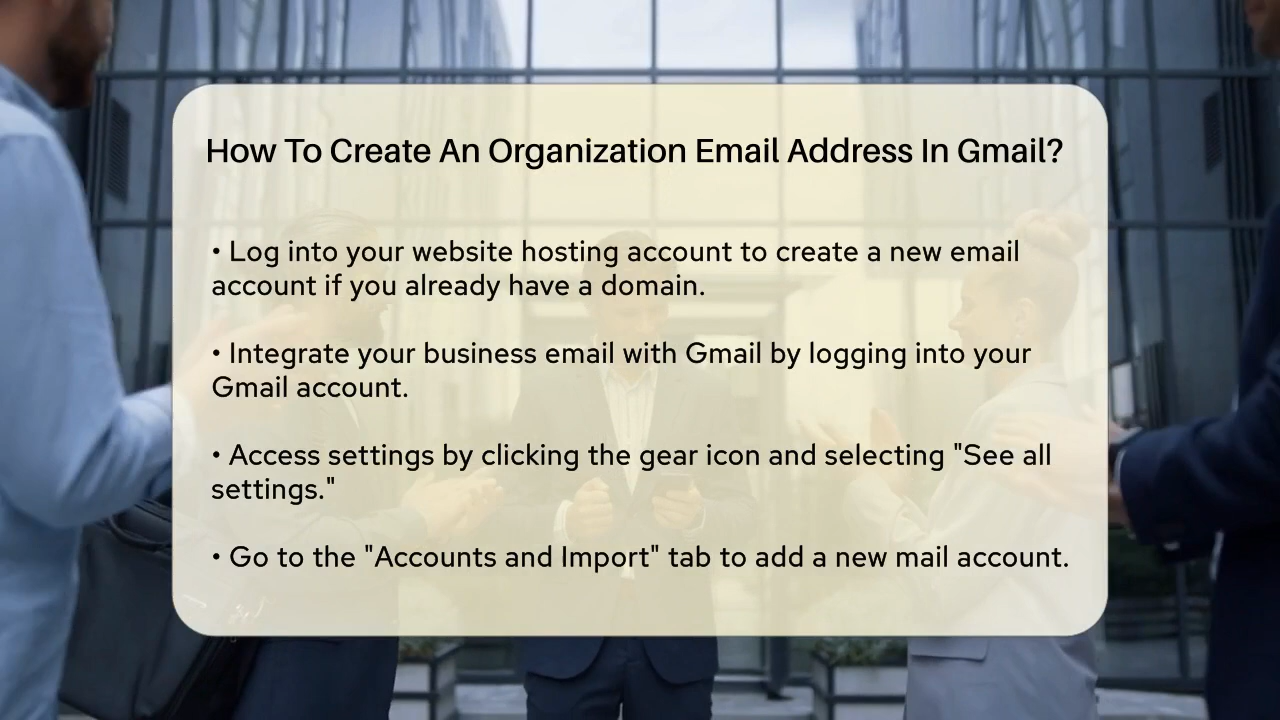 How To Create An Organization Email Address In Gmail?
• Log into your website hosting account to create a new email
account if you already have a domain.
• Integrate your business email with Gmail by logging into your
Gmail account.
• Access settings by clicking the gear icon and selecting "See all
settings."
• Go to the "Accounts and Import" tab to add a new mail account.